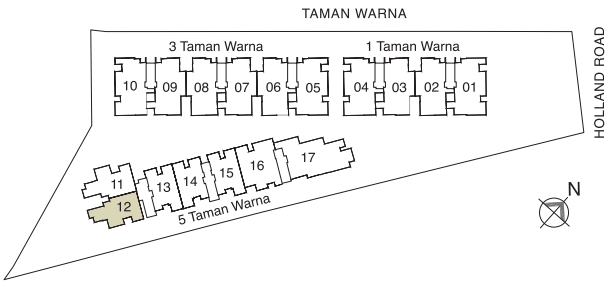 TAMAN WARNA
HOLLAND ROAD
3 Taman Warna
1 Taman Warna
10 09 08 07 06 05 04 03 02 01
11 12 13 14 15 16 17
5 Taman Warna
N